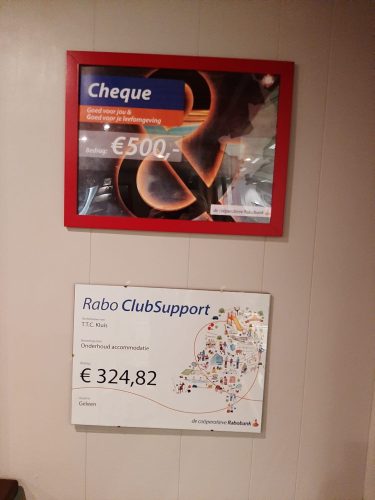 Cheque
Goed voor jou &
Goed voor je leefomgeving
Bedrag: €500,-
de coöperatieve Rabobank
Rabo ClubSupport
T.T.C. Kluis
Onderhoud accommodatie
€ 324,82
Geleen
de coöperatieve Rabobank